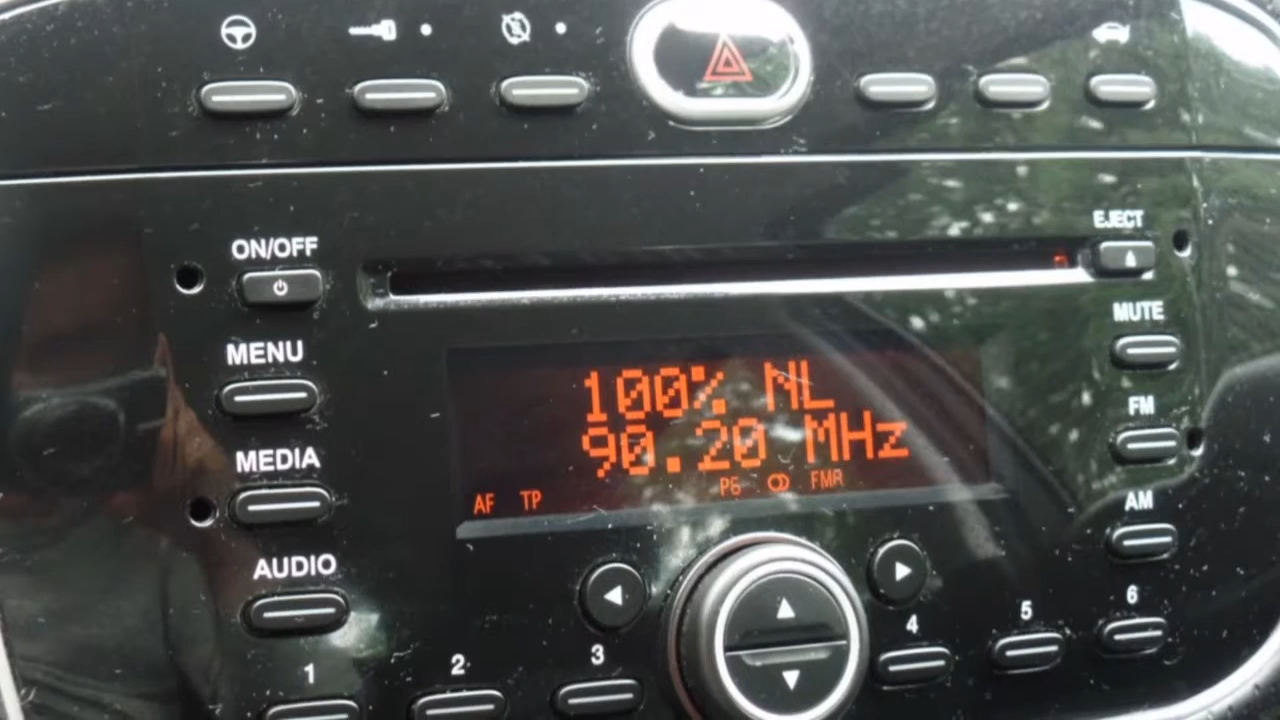 EJECT
ON/OFF
MUTE
MENU
100% NL
FM
90.20 MHz
MEDIA
AF TP P6 FMR
AM
AUDIO
1 2 3 4 5 6